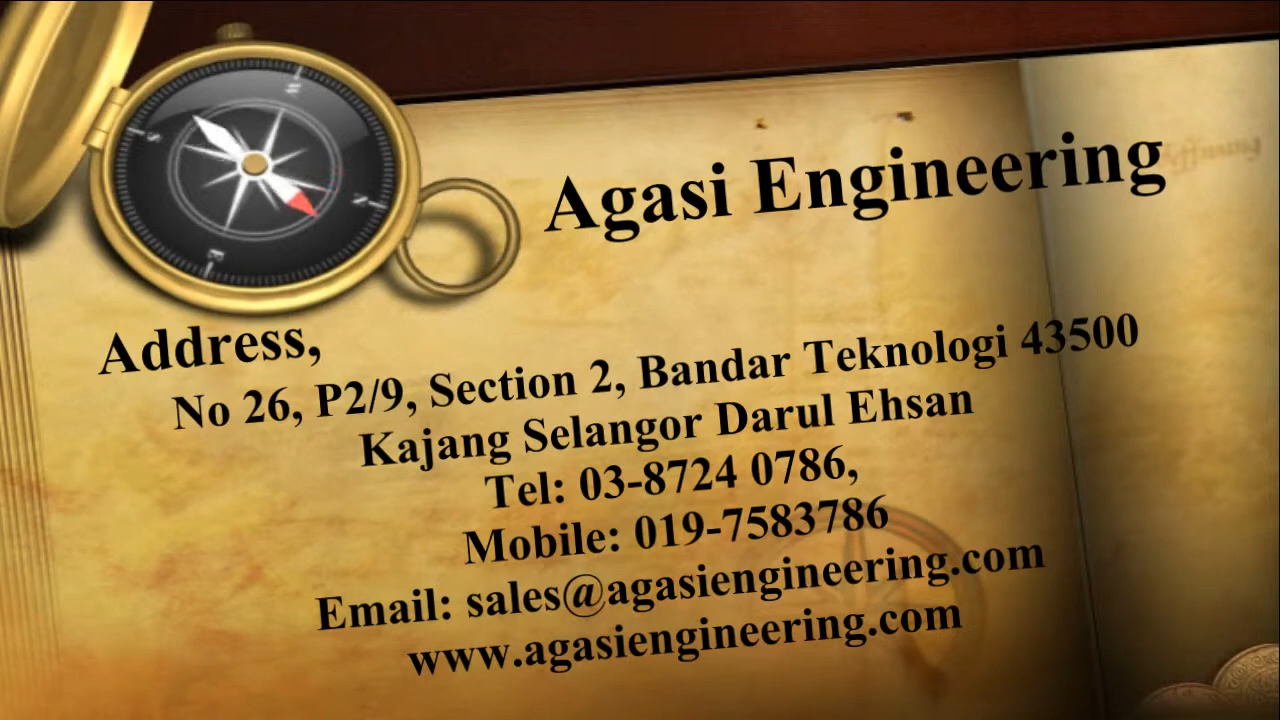 Agasi Engineering
Address,
No 26, P2/9, Section 2, Bandar Teknologi 43500
Kajang Selangor Darul Ehsan
Tel: 03-8724 0786,
Mobile: 019-7583786
Email: sales@agasiengineering.com
www.agasiengineering.com